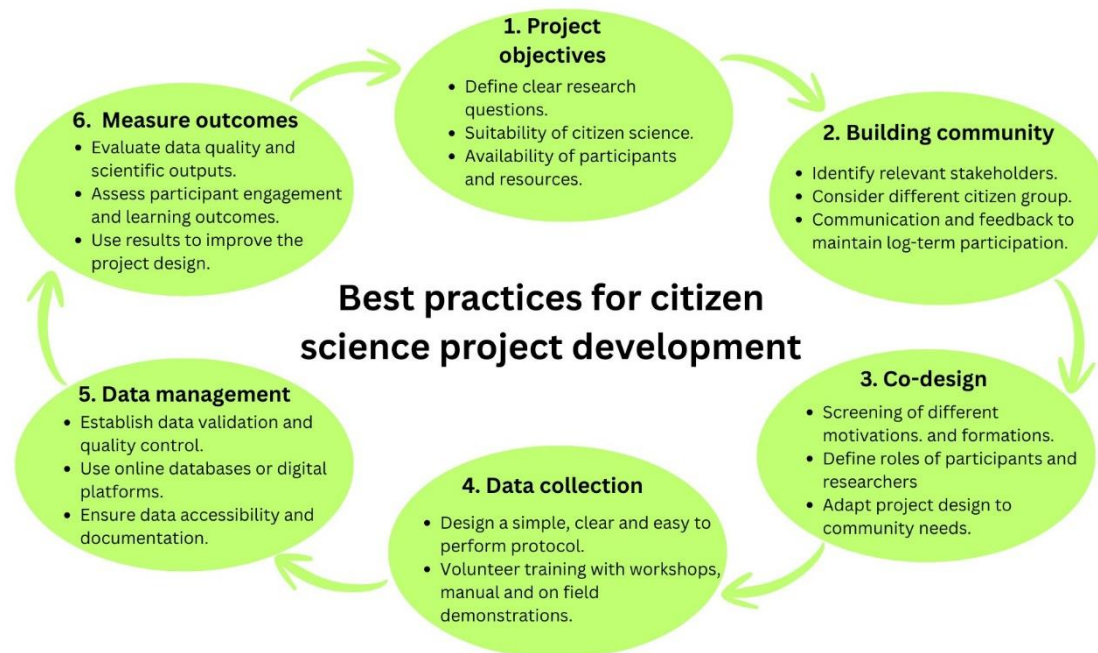 1. Project
objectives
• Define clear research
questions.
• Suitability of citizen science.
• Availability of participants
and resources.
2. Building community
• Identify relevant stakeholders.
• Consider different citizen group.
• Communication and feedback to
maintain log-term participation.
3. Co-design
• Screening of different
motivations. and formations.
• Define roles of participants and
researchers
• Adapt project design to
community needs.
4. Data collection
• Design a simple, clear and easy to
perform protocol.
• Volunteer training with workshops,
manual and on field
demonstrations.
5. Data management
• Establish data validation and
quality control.
• Use online databases or digital
platforms.
• Ensure data accessibility and
documentation.
6. Measure outcomes
• Evaluate data quality and
scientific outputs.
• Assess participant engagement
and learning outcomes.
• Use results to improve the
project design.
Best practices for citizen
science project development